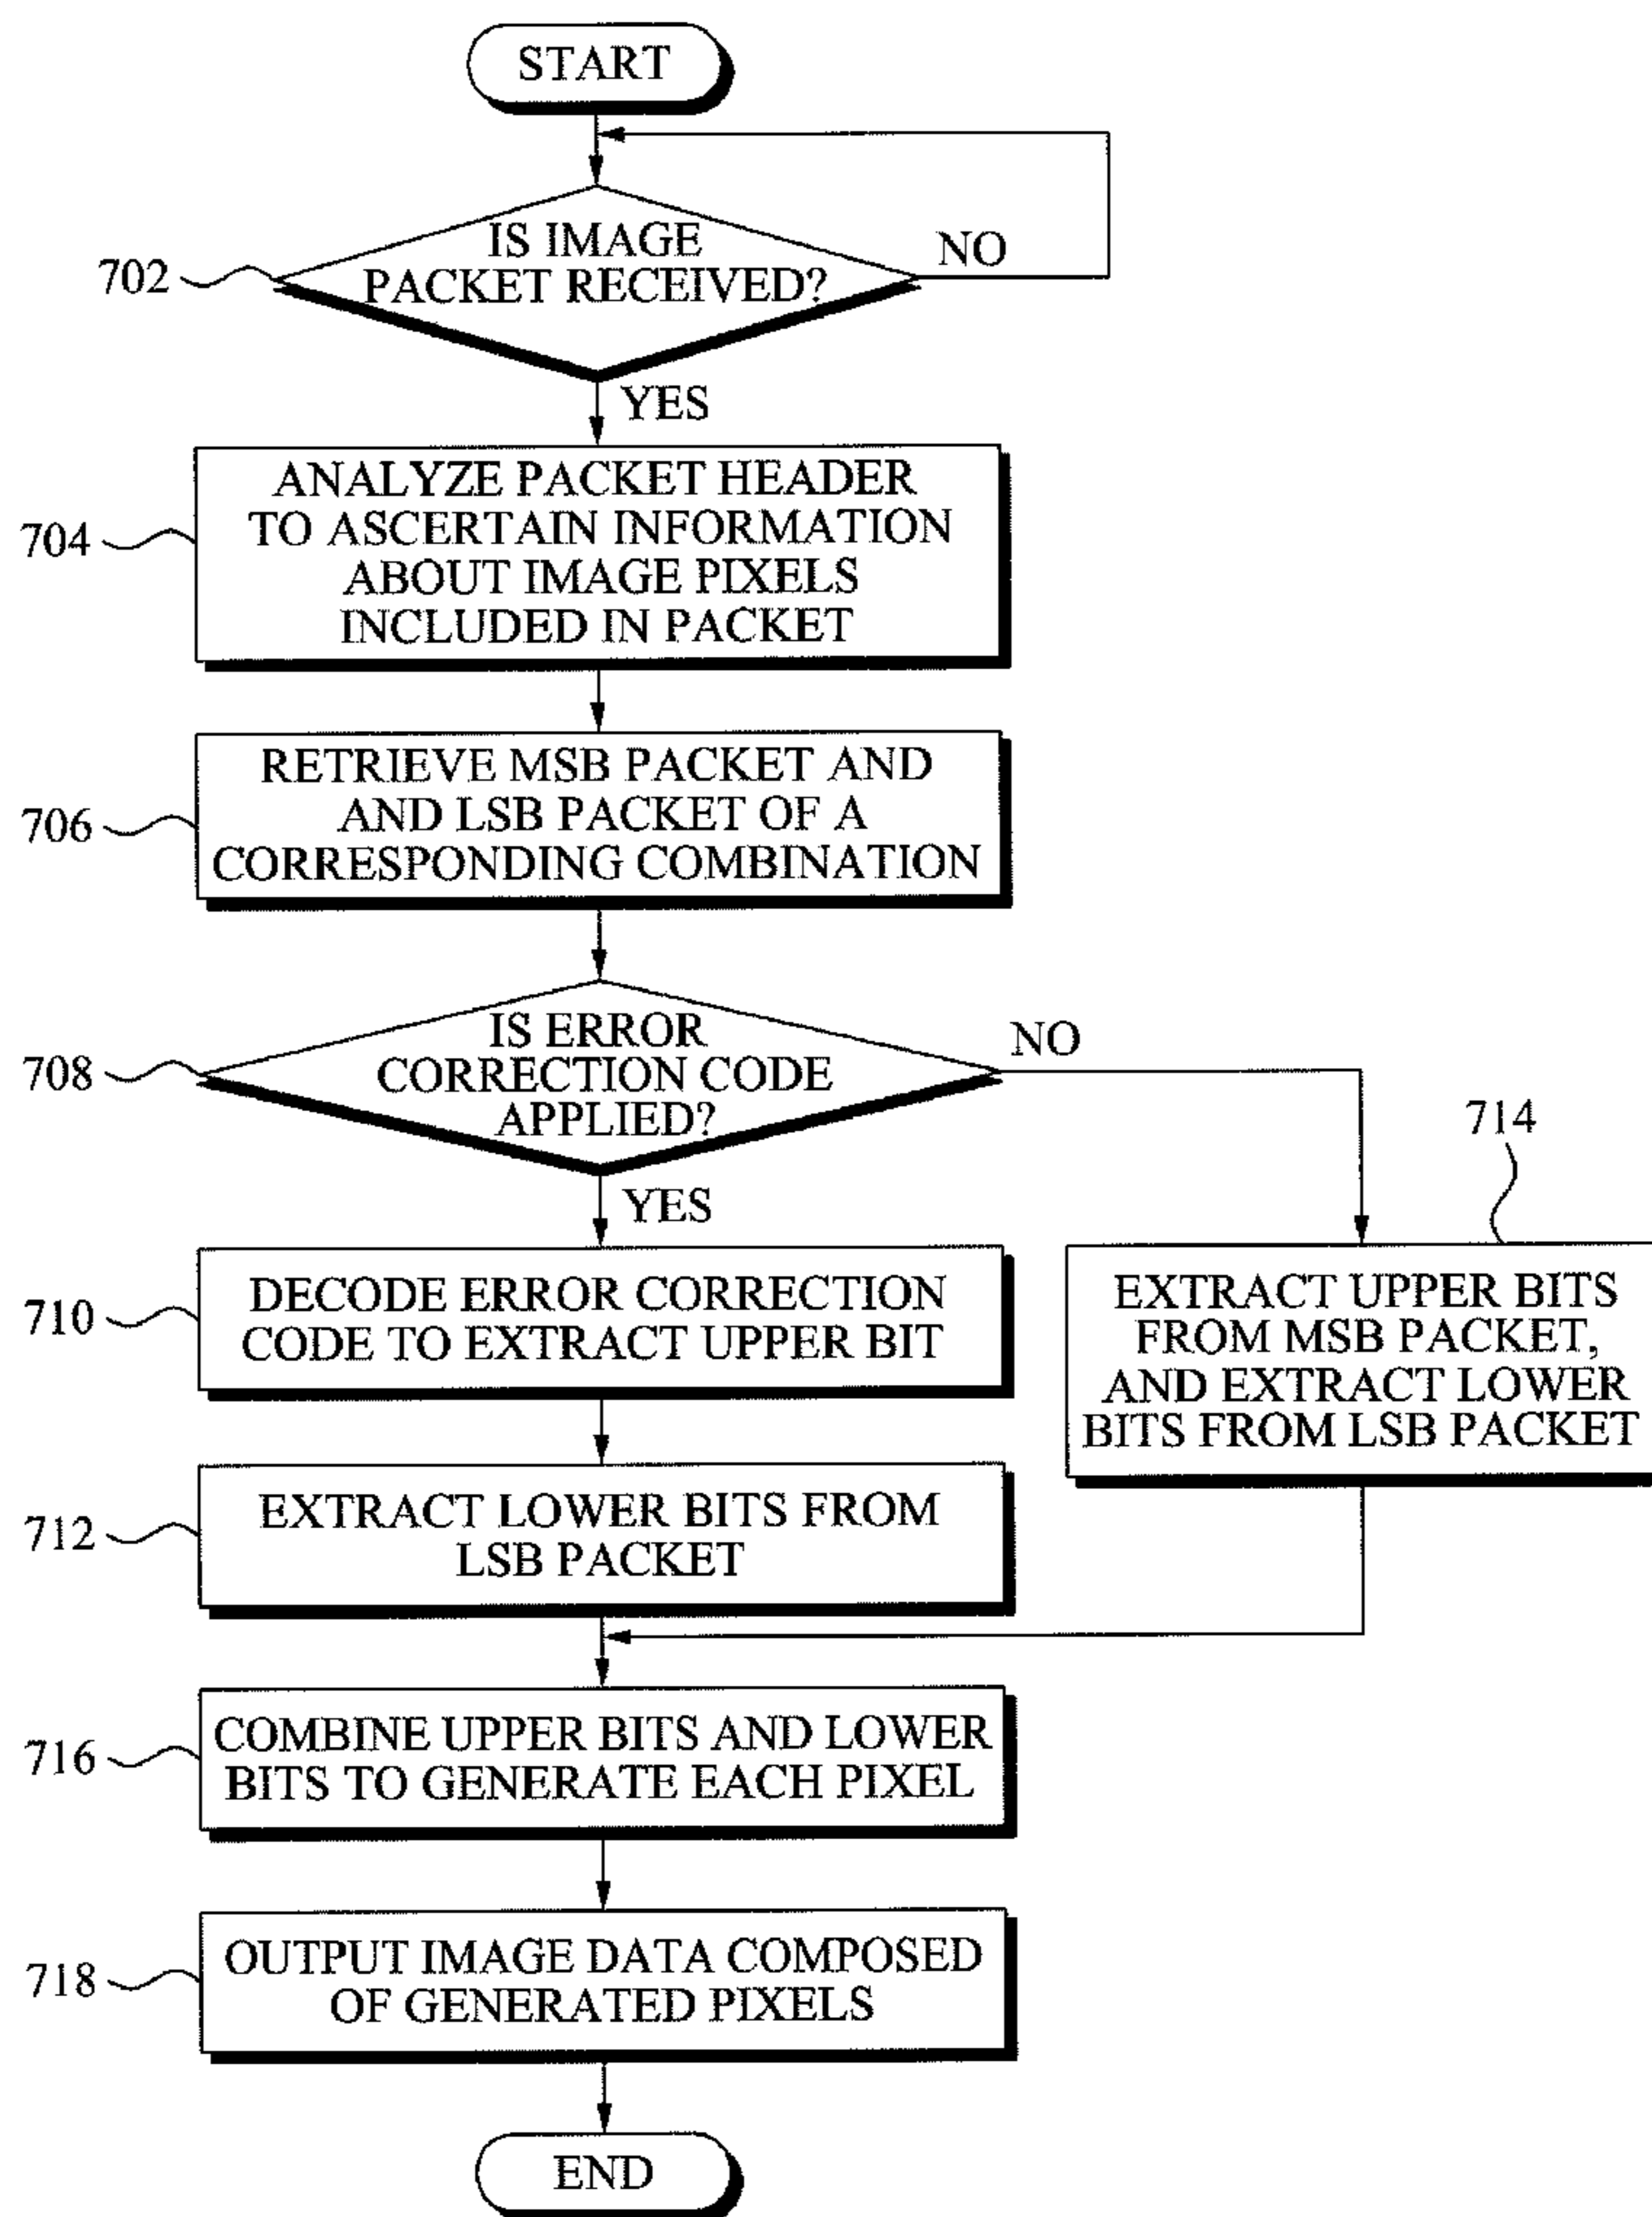 START
IS IMAGE
PACKET RECEIVED?
NO
702
YES
ANALYZE PACKET HEADER
TO ASCERTAIN INFORMATION
ABOUT IMAGE PIXELS
INCLUDED IN PACKET
704
RETRIEVE MSB PACKET AND
AND LSB PACKET OF A
CORRESPONDING COMBINATION
706
IS ERROR
CORRECTION CODE
APPLIED?
NO
708
714
YES
DECODE ERROR CORRECTION
CODE TO EXTRACT UPPER BIT
710
EXTRACT UPPER BITS
FROM MSB PACKET,
AND EXTRACT LOWER
BITS FROM LSB PACKET
EXTRACT LOWER BITS FROM
LSB PACKET
712
COMBINE UPPER BITS AND LOWER
BITS TO GENERATE EACH PIXEL
716
OUTPUT IMAGE DATA COMPOSED
OF GENERATED PIXELS
718
END